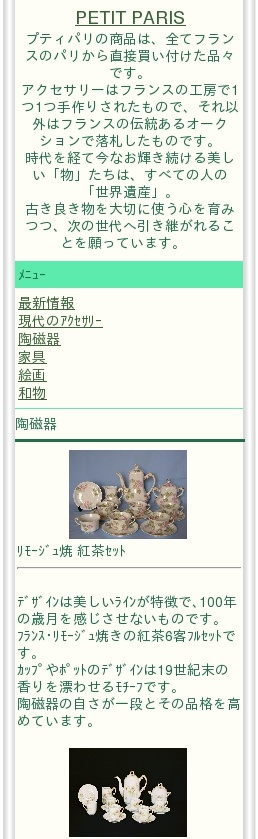 PETIT PARIS
プティパリの商品は、全てフラン
スのパリから直接買い付けた品々
です。
アクセサリーはフランスの工房で1
つ1つ手作りされたもので、それ以
外はフランスの伝統あるオーク
ションで落札したものです。
時代を経て今なお輝き続ける美し
い「物」たちは、すべての人の
「世界遺産」。
古き良き物を大切に使う心を育み
つつ、次の世代へ引き継がれるこ
とを願っています。
ﾒﾆｭｰ
最新情報
現代のｱｸｾｻﾘｰ
陶磁器
家具
絵画
和物
陶磁器
ﾘﾓｰｼﾞｭ焼 紅茶ｾｯﾄ
ﾃﾞｻﾞｲﾝは美しいﾗｲﾝが特徴で､100年
の歳月を感じさせないものです。
ﾌﾗﾝｽ･ﾘﾓｰｼﾞｭ焼きの紅茶6客ﾌﾙｾｯﾄで
す。
ｶｯﾌﾟやﾎﾟｯﾄのﾃﾞｻﾞｲﾝは19世紀末の
香りを漂わせるﾓﾁｰﾌです。
陶磁器の白さが一段とその品格を高
めています。